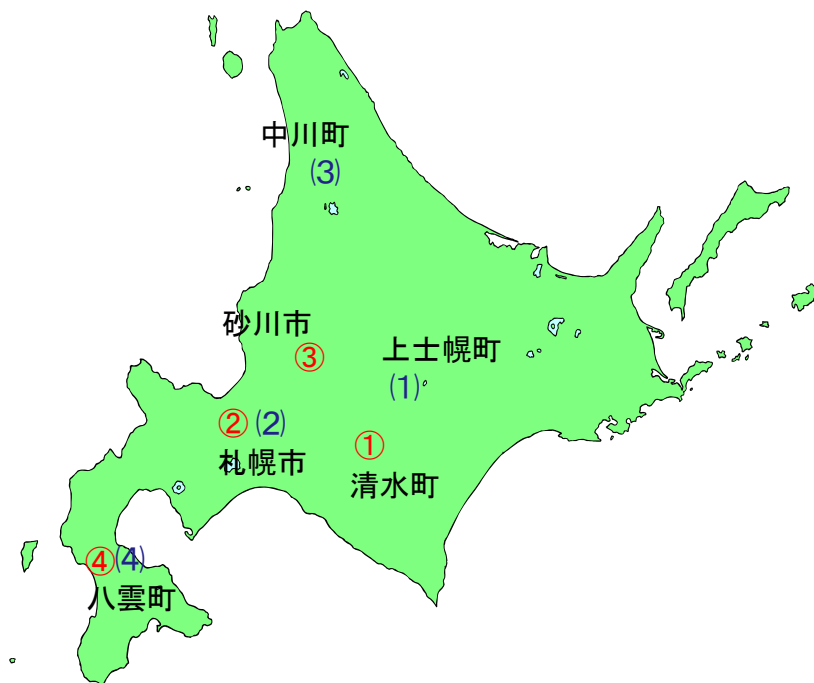 中川町
(3)
砂川市
③
上士幌町
(1)
② (2)
札幌市
①
清水町
④(4)
八雲町